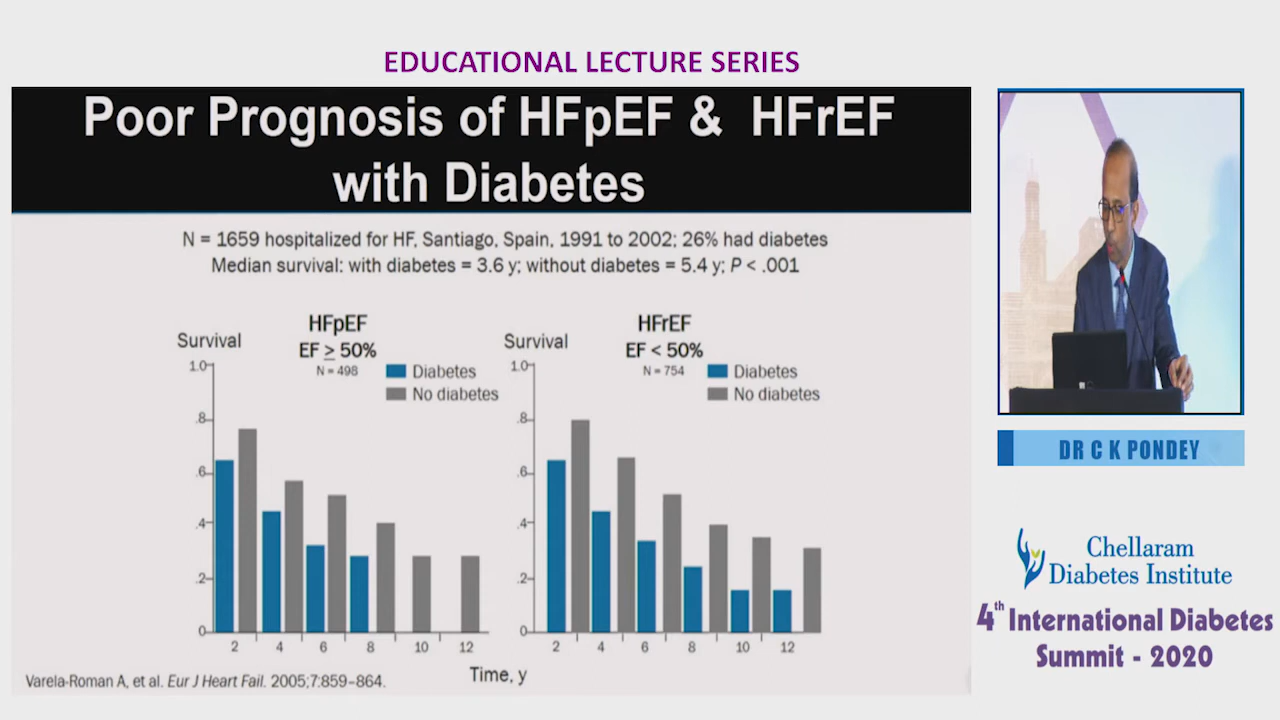 EDUCATIONAL LECTURE SERIES
Poor Prognosis of HFpEF & HFrEF
with Diabetes
N = 1659 hospitalized for HF, Santiago, Spain, 1991 to 2002; 26% had diabetes
Median survival: with diabetes = 3.6 y; without diabetes = 5.4 y; P < .001
Survival
HFpEF
EF ≥ 50%
N = 498
Diabetes
No diabetes
1.0
.8
.6
.4
.2
0
2 4 6 8 10 12
Survival
HFrEF
EF < 50%
N = 754
Diabetes
No diabetes
1.0
.8
.6
.4
.2
0
2 4 6 8 10 12
Time, y
Varela-Roman A, et al. Eur J Heart Fail. 2005;7:859–864.
DR C K PONDEY
Chellaram
Diabetes Institute
4th International Diabetes
Summit - 2020